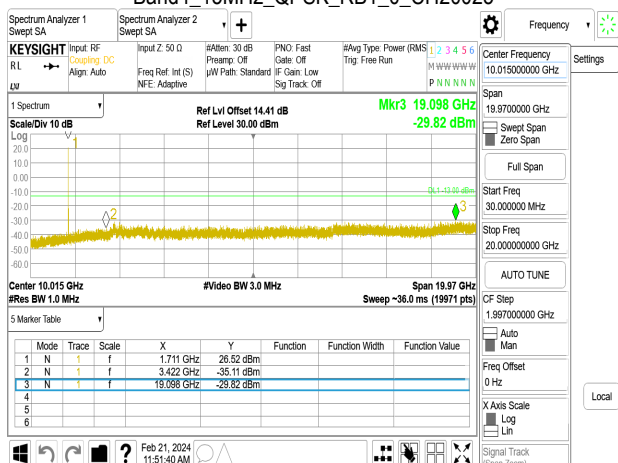 Spectrum Analyzer 1
Swept SA
Spectrum Analyzer 2
Swept SA
Frequency
Settings
KEYSIGHT
RL
Input: RF
Coupling: DC
Align: Auto
Input Z: 50 Ω
Freq Ref: Int (S)
NFE: Adaptive
#Atten: 30 dB
Preamp: Off
µW Path: Standard
PNO: Fast
Gate: Off
IF Gain: Low
Sig Track: Off
#Avg Type: Power (RMS
Trig: Free Run
1 2 3 4 5 6
M W W W W W
P N N N N N
1 Spectrum
Scale/Div 10 dB
Log
Ref Lvl Offset 14.41 dB
Ref Level 30.00 dBm
Mkr3 19.098 GHz
-29.82 dBm
20.0
10.0
0.00
-10.0
-20.0
-30.0
-40.0
-50.0
-60.0
1
2
3
DL1 -13.00 dBm
Center 10.015 GHz
#Res BW 1.0 MHz
#Video BW 3.0 MHz
Span 19.97 GHz
Sweep ~36.0 ms (19971 pts)
5 Marker Table
Mode Trace Scale X Y Function Function Width Function Value
1 N 1 f 1.711 GHz 26.52 dBm
2 N 1 f 3.422 GHz -35.11 dBm
3 N 1 f 19.098 GHz -29.82 dBm
4
5
6
Feb 21, 2024
11:51:40 AM
Center Frequency
10.015000000 GHz
Span
19.9700000 GHz
Swept Span
Zero Span
Full Span
Start Freq
30.000000 MHz
Stop Freq
20.000000000 GHz
AUTO TUNE
CF Step
1.997000000 GHz
Auto
Man
Freq Offset
0 Hz
X Axis Scale
Log
Lin
Signal Track
Local